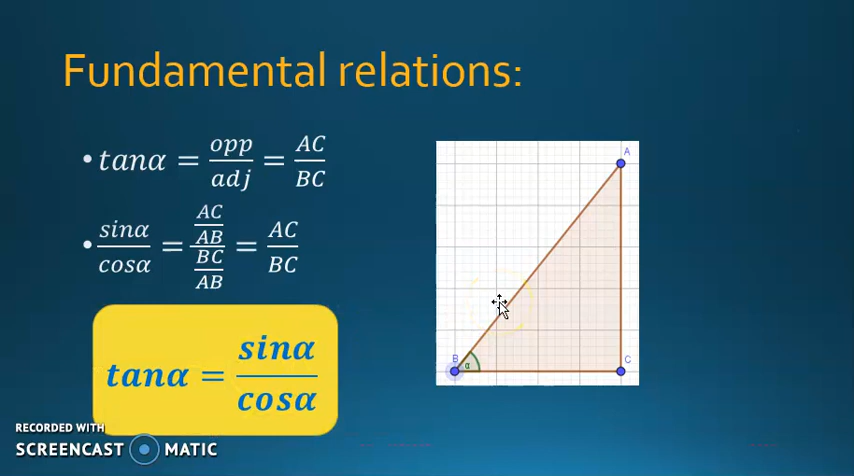 Fundamental relations:
• tanα = opp/adj = AC/BC
• sinα/cosα = (AC/AB)/(BC/AB) = AC/BC
tanα = sinα/cosα
A
B
α
C
RECORDED WITH
SCREENCAST MATIC